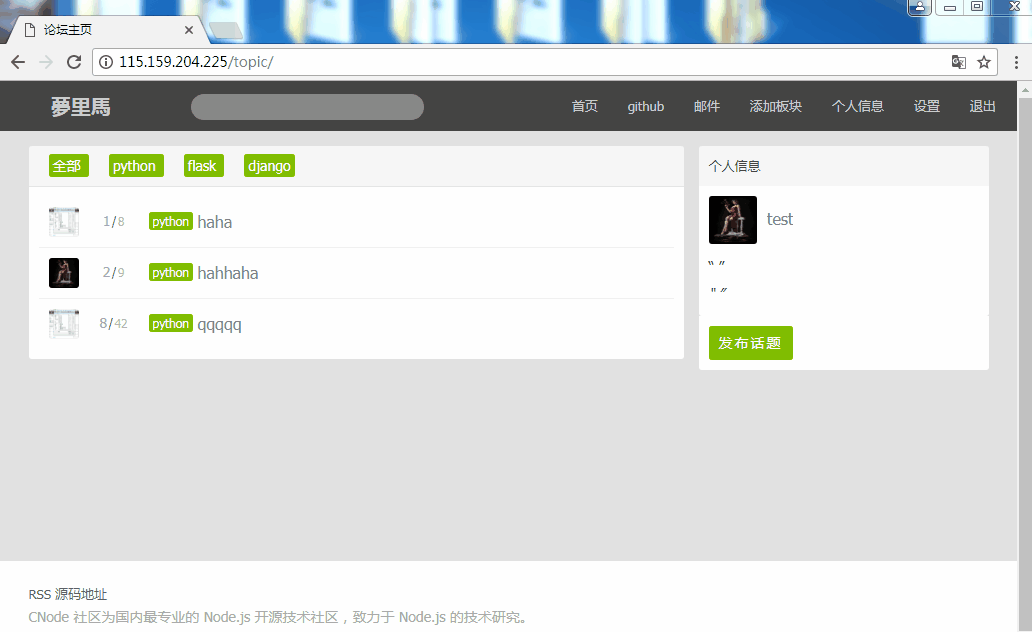 论坛主页
115.159.204.225/topic/
夢里馬 首页 github 邮件 添加板块 个人信息 设置 退出
全部 python flask django
1/8 python haha
2/9 python hahhaha
8/42 python qqqqq
个人信息
test
“ ”
" "
发布话题
RSS 源码地址
CNode 社区为国内最专业的 Node.js 开源技术社区，致力于 Node.js 的技术研究。